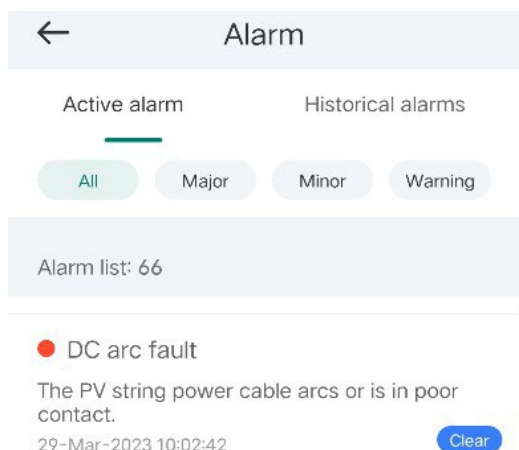 Alarm
Active alarm Historical alarms
All Major Minor Warning
Alarm list: 66
DC arc fault
The PV string power cable arcs or is in poor
contact.
29-Mar-2023 10:02:42 Clear